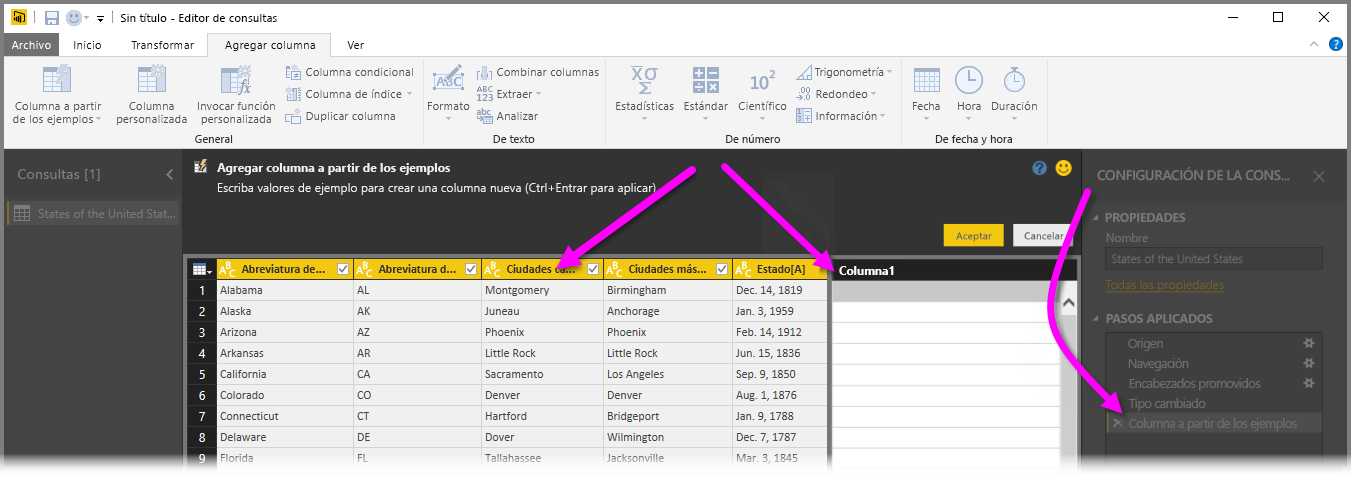 Sin título - Editor de consultas
Archivo Inicio Transformar Agregar columna Ver
Columna a partir de los ejemplos
Columna personalizada
Invocar función personalizada
Columna condicional
Columna de índice
Duplicar columna
General
Formato
Combinar columnas
Extraer
Analizar
De texto
Estadísticas
Estándar
Científico
Trigonometría
Redondeo
Información
De número
Fecha
Hora
Duración
De fecha y hora
Consultas [1]
States of the United Stat...
Agregar columna a partir de los ejemplos
Escriba valores de ejemplo para crear una columna nueva (Ctrl+Entrar para aplicar)
Aceptar Cancelar
Abreviatura de... Abreviatura d... Ciudades ca... Ciudades más... Estado[A] Columna1
1 Alabama AL Montgomery Birmingham Dec. 14, 1819
2 Alaska AK Juneau Anchorage Jan. 3, 1959
3 Arizona AZ Phoenix Phoenix Feb. 14, 1912
4 Arkansas AR Little Rock Little Rock Jun. 15, 1836
5 California CA Sacramento Los Angeles Sep. 9, 1850
6 Colorado CO Denver Denver Aug. 1, 1876
7 Connecticut CT Hartford Bridgeport Jan. 9, 1788
8 Delaware DE Dover Wilmington Dec. 7, 1787
9 Florida FL Tallahassee Jacksonville Mar. 3, 1845
CONFIGURACIÓN DE LA CONS...
PROPIEDADES
Nombre
States of the United States
Todas las propiedades
PASOS APLICADOS
Origen
Navegación
Encabezados promovidos
Tipo cambiado
Columna a partir de los ejemplos